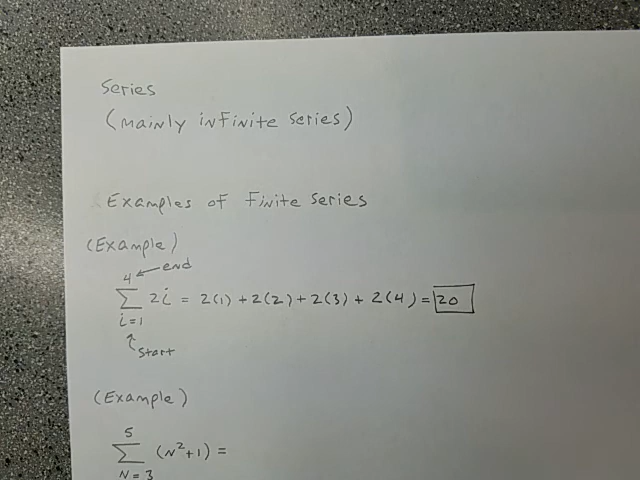 Series
(mainly infinite series)
Examples of finite series
(Example)
4 ← end
∑ 2i = 2(1) + 2(2) + 2(3) + 2(4) = 20
i=1
↑ start
(Example)
5
∑ (N²+1) =
N=3